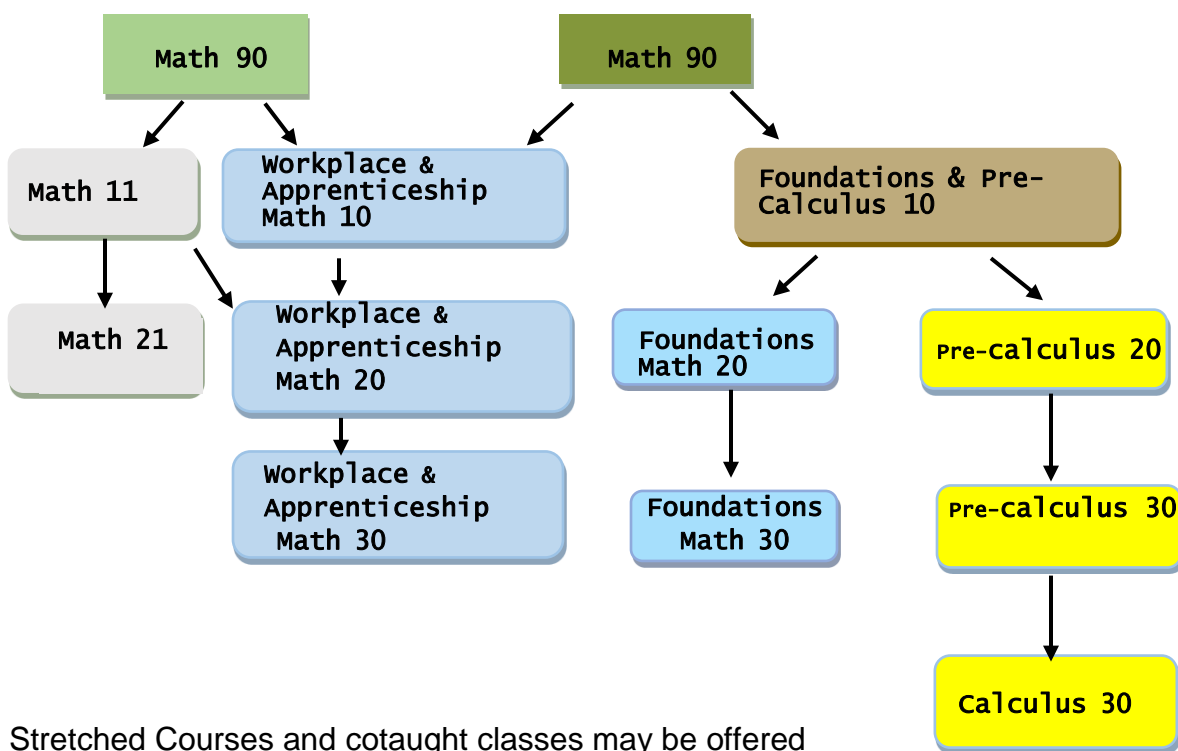 Math 90
Math 90
Math 11
Workplace &
Apprenticeship
Math 10
Foundations & Pre-
Calculus 10
Math 21
Workplace &
Apprenticeship
Math 20
Foundations
Math 20
Pre-calculus 20
Workplace &
Apprenticeship
Math 30
Foundations
Math 30
Pre-calculus 30
Calculus 30
Stretched Courses and cotaught classes may be offered